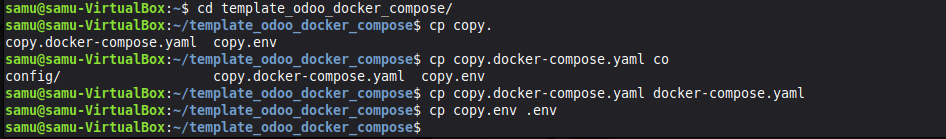 samu@samu-VirtualBox:~$ cd template_odoo_docker_compose/
samu@samu-VirtualBox:~/template_odoo_docker_compose$ cp copy.
copy.docker-compose.yaml  copy.env
samu@samu-VirtualBox:~/template_odoo_docker_compose$ cp copy.docker-compose.yaml co
config/                   copy.docker-compose.yaml  copy.env
samu@samu-VirtualBox:~/template_odoo_docker_compose$ cp copy.docker-compose.yaml docker-compose.yaml
samu@samu-VirtualBox:~/template_odoo_docker_compose$ cp copy.env .env
samu@samu-VirtualBox:~/template_odoo_docker_compose$